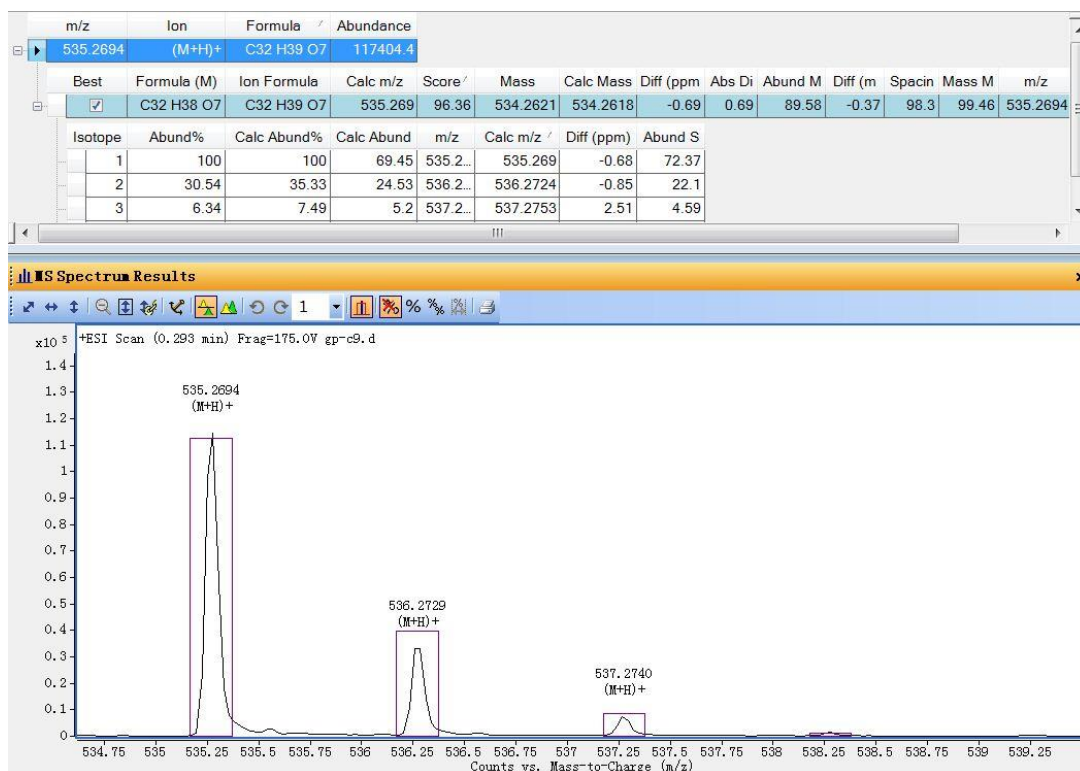 m/z Ion Formula Abundance
535.2694 (M+H)+ C32 H39 O7 117404.4
Best Formula (M) Ion Formula Calc m/z Score Mass Calc Mass Diff (ppm Abs Di Abund M Diff (m Spacin Mass M m/z
C32 H38 O7 C32 H39 O7 535.269 96.36 534.2621 534.2618 -0.69 0.69 89.58 -0.37 98.3 99.46 535.2694
Isotope Abund% Calc Abund% Calc Abund m/z Calc m/z Diff (ppm) Abund S
1 100 100 69.45 535.2... 535.269 -0.68 72.37
2 30.54 35.33 24.53 536.2... 536.2724 -0.85 22.1
3 6.34 7.49 5.2 537.2... 537.2753 2.51 4.59
MS Spectrum Results
1 % %
x10 5 +ESI Scan (0.293 min) Frag=175.0V gp-c9.d
1.4
1.3
1.2
1.1
1
0.9
0.8
0.7
0.6
0.5
0.4
0.3
0.2
0.1
0
535.2694
(M+H)+
536.2729
(M+H)+
537.2740
(M+H)+
534.75 535 535.25 535.5 535.75 536 536.25 536.5 536.75 537 537.25 537.5 537.75 538 538.25 538.5 538.75 539 539.25
Counts vs. Mass-to-Charge (m/z)